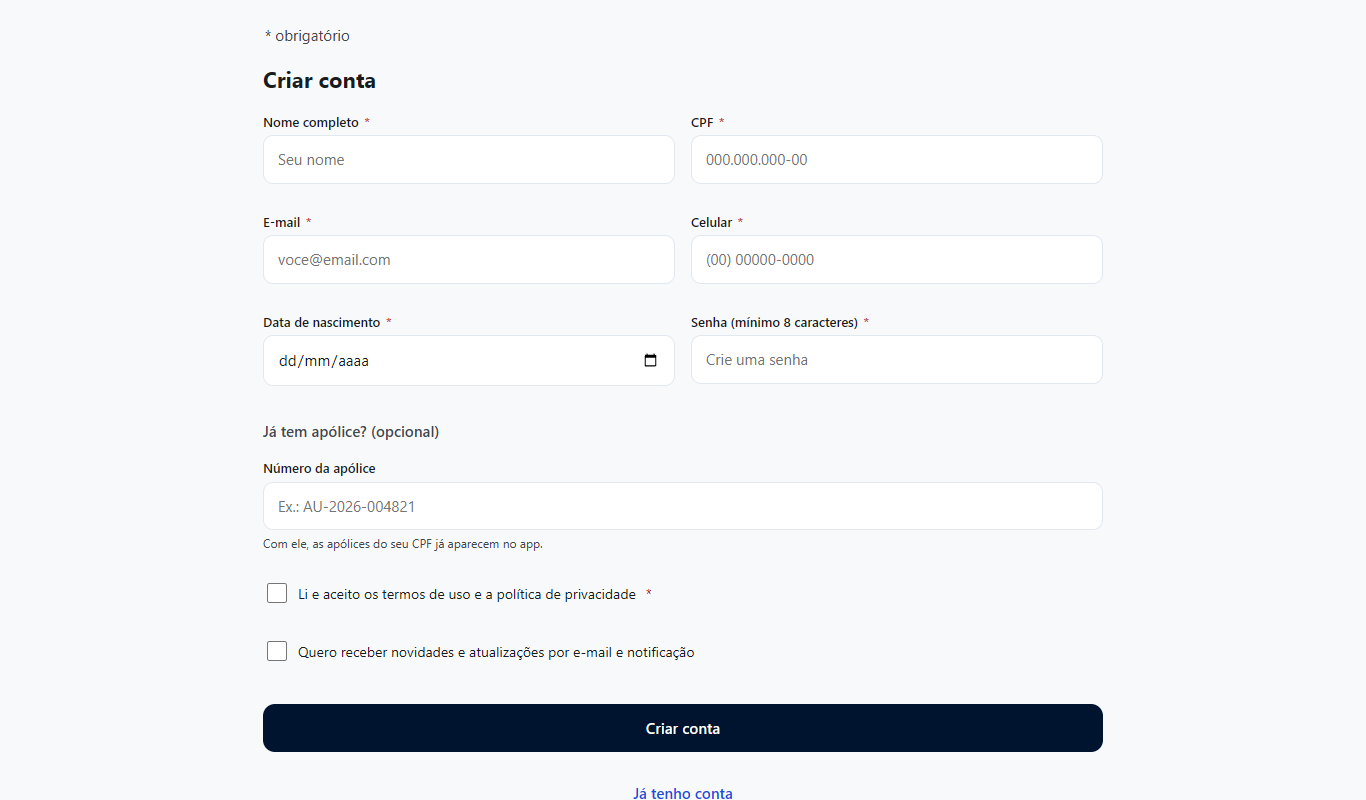 * obrigatório
Criar conta
Nome completo *
Seu nome
CPF *
000.000.000-00
E-mail *
voce@email.com
Celular *
(00) 00000-0000
Data de nascimento *
dd/mm/aaaa
Senha (mínimo 8 caracteres) *
Crie uma senha
Já tem apólice? (opcional)
Número da apólice
Ex.: AU-2026-004821
Com ele, as apólices do seu CPF já aparecem no app.
Li e aceito os termos de uso e a política de privacidade *
Quero receber novidades e atualizações por e-mail e notificação
Criar conta
Já tenho conta